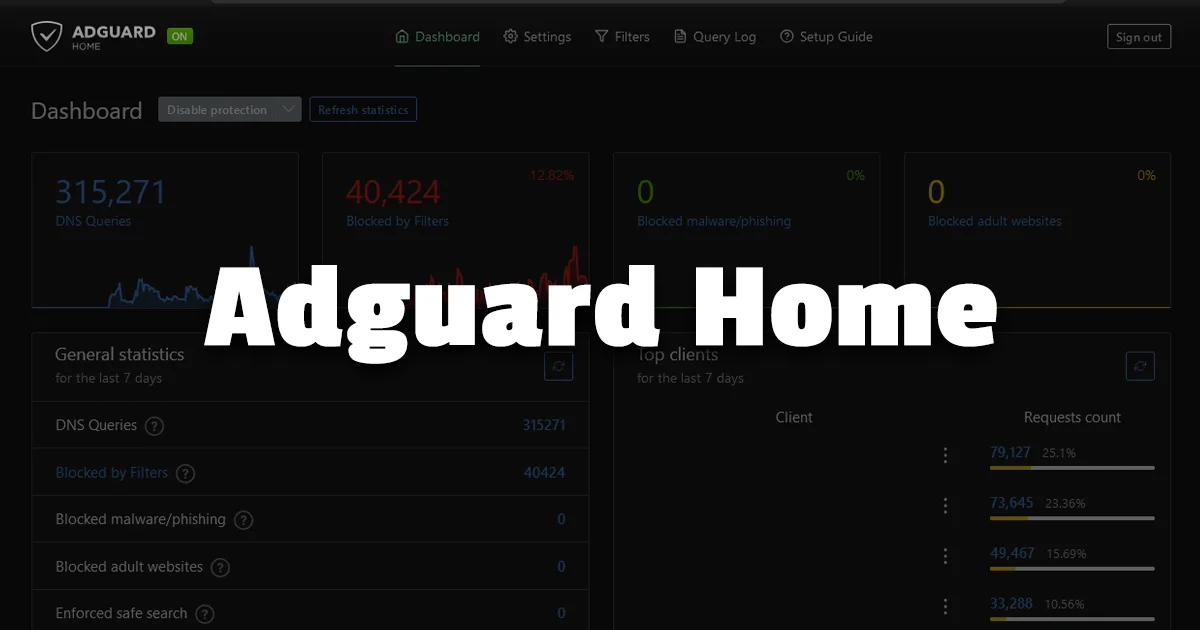 ADGUARD ON
HOME
Dashboard Settings Filters Query Log Setup Guide
Sign out
Dashboard Disable protection Refresh statistics
315,271
DNS Queries
12.82%
40,424
Blocked by Filters
0%
0
Blocked malware/phishing
0%
0
Blocked adult websites
Adguard Home
General statistics
for the last 7 days
DNS Queries ? 315271
Blocked by Filters ? 40424
Blocked malware/phishing ? 0
Blocked adult websites ? 0
Enforced safe search ? 0
Top clients
for the last 7 days
Client Requests count
79,127 25.1%
73,645 23.36%
49,467 15.69%
33,288 10.56%